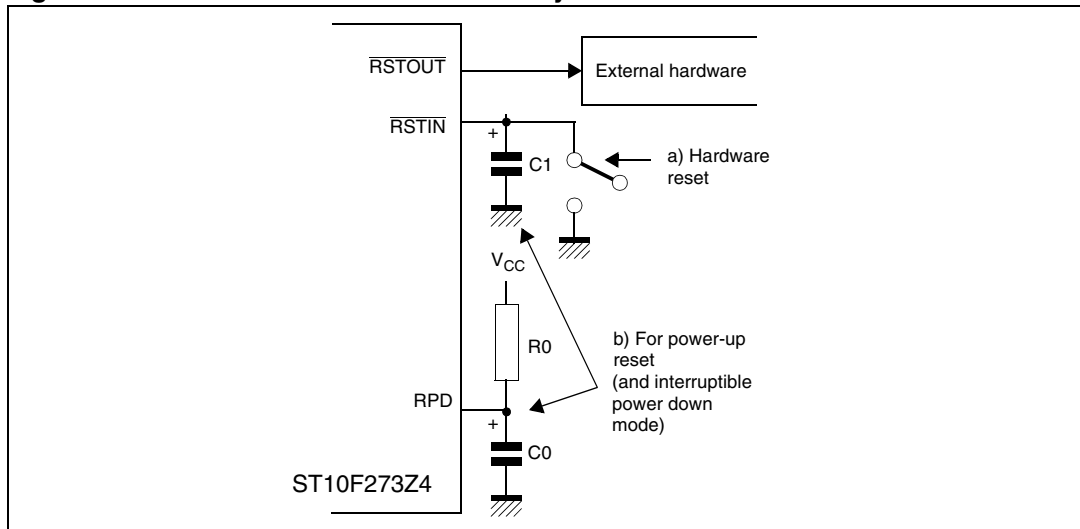 RSTOUT
External hardware
RSTIN
+
C1
a) Hardware
reset
VCC
R0
b) For power-up
reset
(and interruptible
power down
mode)
RPD
+
C0
ST10F273Z4